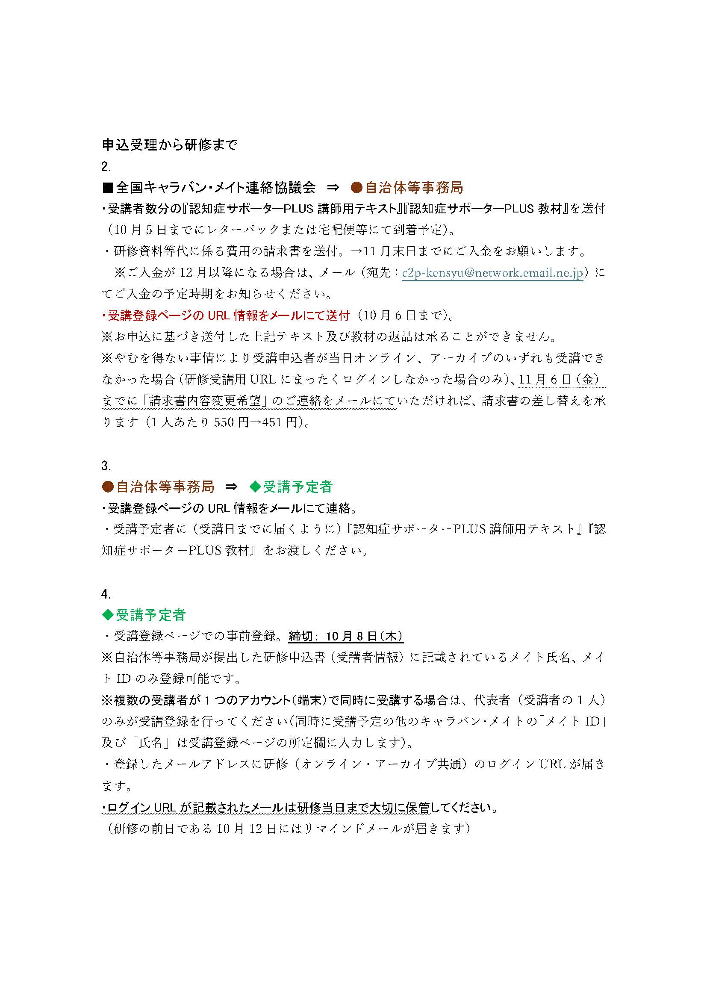 申込受理から研修まで
2.
■全国キャラバン・メイト連絡協議会 ⇒ ●自治体等事務局
・受講者数分の『認知症サポーターPLUS 講師用テキスト』『認知症サポーターPLUS 教材』を送付
（10 月 5 日までにレターパックまたは宅配便等にて到着予定）。
・研修資料等代に係る費用の請求書を送付。→11 月末日までにご入金をお願いします。
※ご入金が 12 月以降になる場合は、メール（宛先：c2p-kensyu@network.email.ne.jp）に
てご入金の予定時期をお知らせください。
・受講登録ページの URL 情報をメールにて送付（10 月 6 日まで）。
※お申込に基づき送付した上記テキスト及び教材の返品は承ることができません。
※やむを得ない事情により受講申込者が当日オンライン、アーカイブのいずれも受講でき
なかった場合（研修受講用 URL にまったくログインしなかった場合のみ）、11 月 6 日（金）
までに「請求書内容変更希望」のご連絡をメールにていただければ、請求書の差し替えを承
ります（1 人あたり 550 円→451 円）。
3.
●自治体等事務局 ⇒ ◆受講予定者
・受講登録ページの URL 情報をメールにて連絡。
・受講予定者に（受講日までに届くように）『認知症サポーターPLUS 講師用テキスト』『認
知症サポーターPLUS 教材』をお渡しください。
4.
◆受講予定者
・受講登録ページでの事前登録。締切： 10 月 8 日（木）
※自治体等事務局が提出した研修申込書（受講者情報）に記載されているメイト氏名、メイ
ト ID のみ登録可能です。
※複数の受講者が 1 つのアカウント（端末）で同時に受講する場合は、代表者（受講者の 1 人）
のみが受講登録を行ってください（同時に受講予定の他のキャラバン・メイトの「メイト ID」
及び「氏名」は受講登録ページの所定欄に入力します）。
・登録したメールアドレスに研修（オンライン・アーカイブ共通）のログイン URL が届き
ます。
・ログイン URL が記載されたメールは研修当日まで大切に保管してください。
（研修の前日である 10 月 12 日にはリマインドメールが届きます）